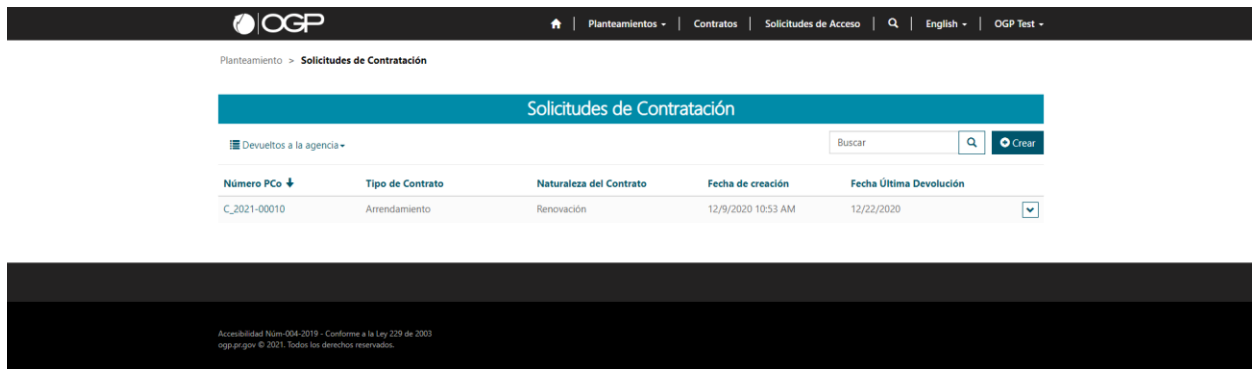 OGP
Planteamientos Contratos Solicitudes de Acceso English OGP Test
Planteamiento > Solicitudes de Contratación
Solicitudes de Contratación
Devueltos a la agencia Buscar Crear
Número PCo Tipo de Contrato Naturaleza del Contrato Fecha de creación Fecha Última Devolución
C_2021-00010 Arrendamiento Renovación 12/9/2020 10:53 AM 12/22/2020
Accesibilidad Núm-004-2019 - Conforme a la Ley 229 de 2003
ogp.pr.gov © 2021. Todos los derechos reservados.